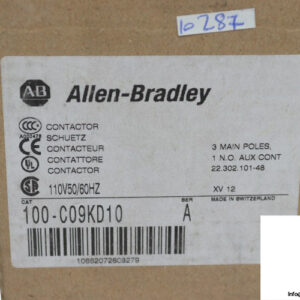 10287
AB Allen-Bradley
CONTACTOR
SCHUETZ
CONTACTEUR
CONTATTORE
CONTACTOR
3 MAIN POLES,
1 N.O. AUX CONT
22.302.101-48
110V50/60HZ
XV 12
CAT
SER
MADE IN SWITZERLAND
100-C09KD10
A